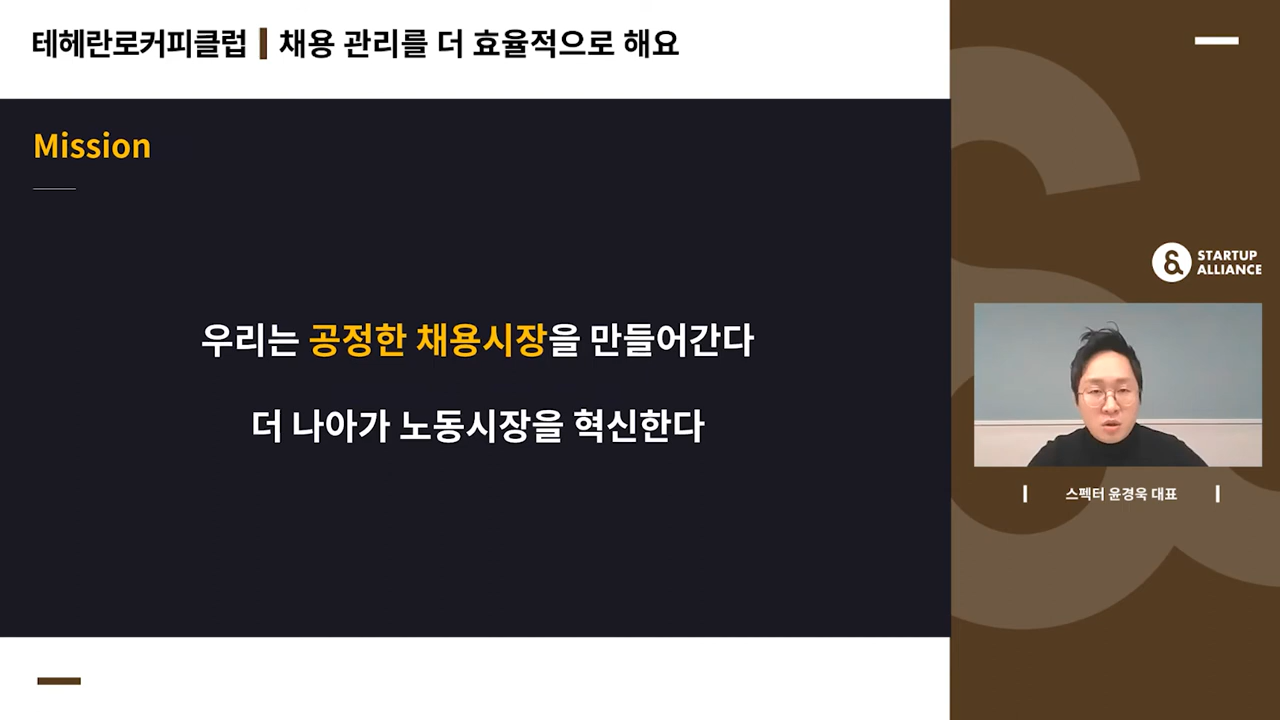 테헤란로커피클럽 | 채용 관리를 더 효율적으로 해요
Mission
우리는 공정한 채용시장을 만들어간다
더 나아가 노동시장을 혁신한다
STARTUP
ALLIANCE
스펙터 윤경욱 대표